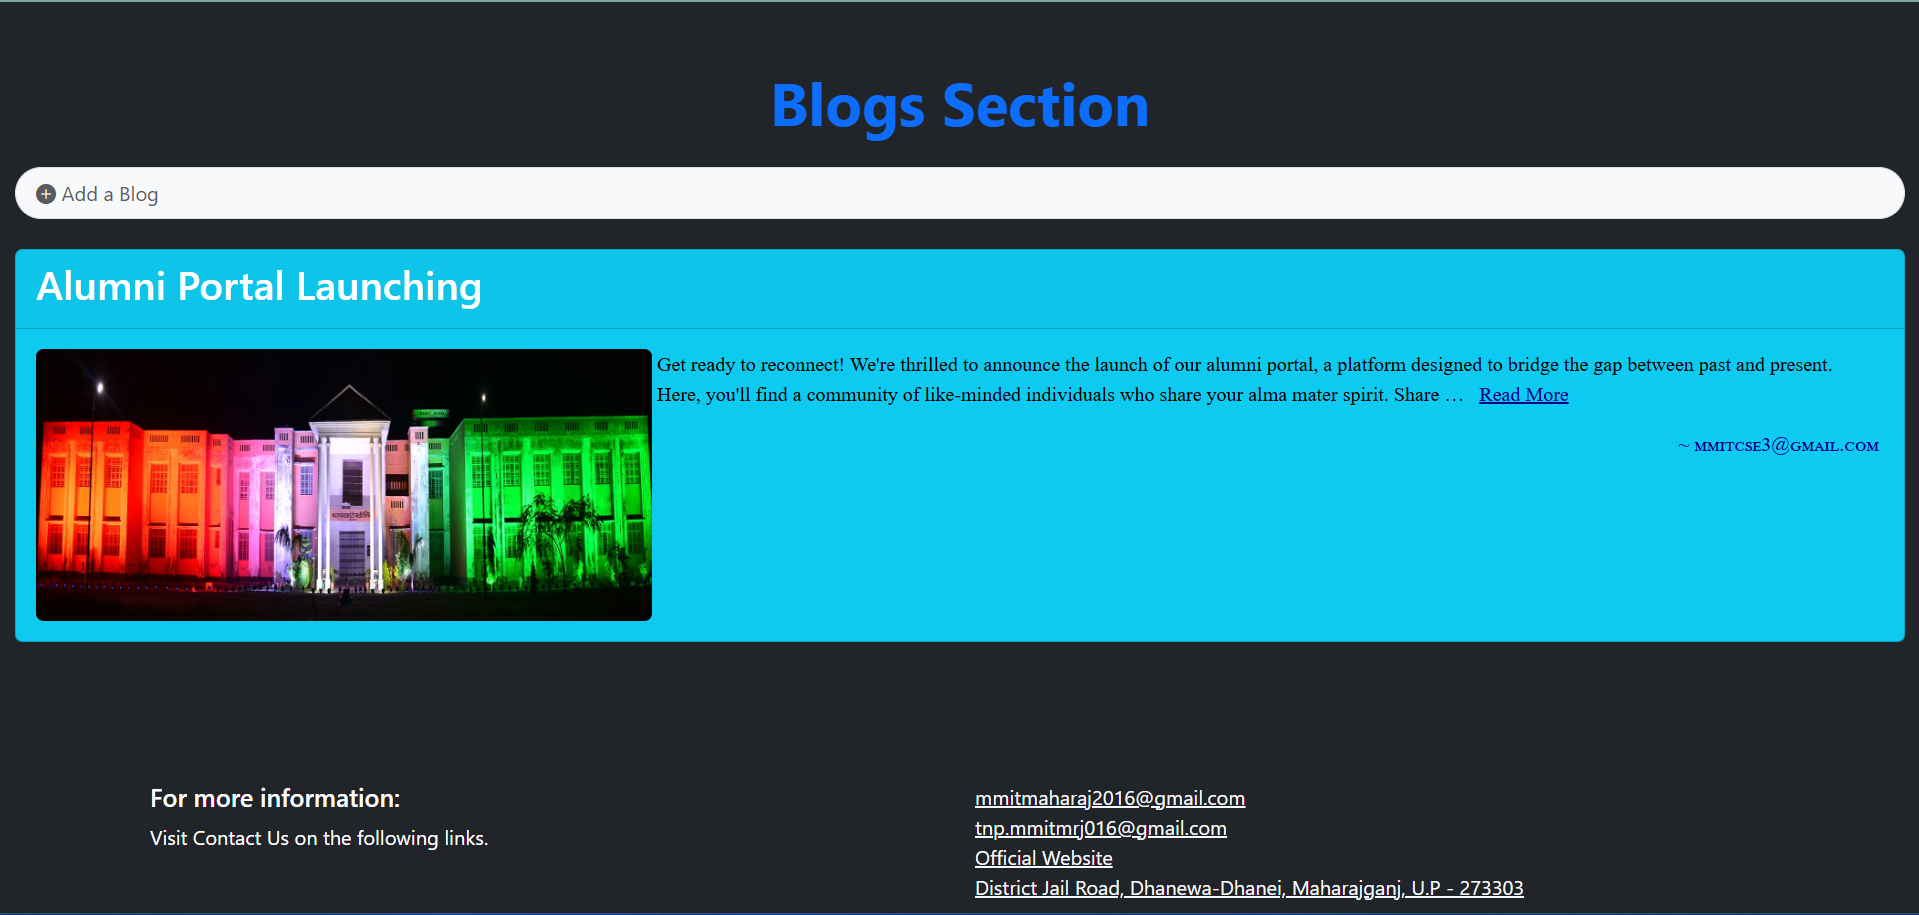 Blogs Section
Add a Blog
Alumni Portal Launching
Get ready to reconnect! We're thrilled to announce the launch of our alumni portal, a platform designed to bridge the gap between past and present.
Here, you'll find a community of like-minded individuals who share your alma mater spirit. Share … Read More
~ MMITCSE3@GMAIL.COM
For more information:
Visit Contact Us on the following links.
mmitmaharaj2016@gmail.com
tnp.mmitmrj016@gmail.com
Official Website
District Jail Road, Dhanewa-Dhanei, Maharajganj, U.P - 273303